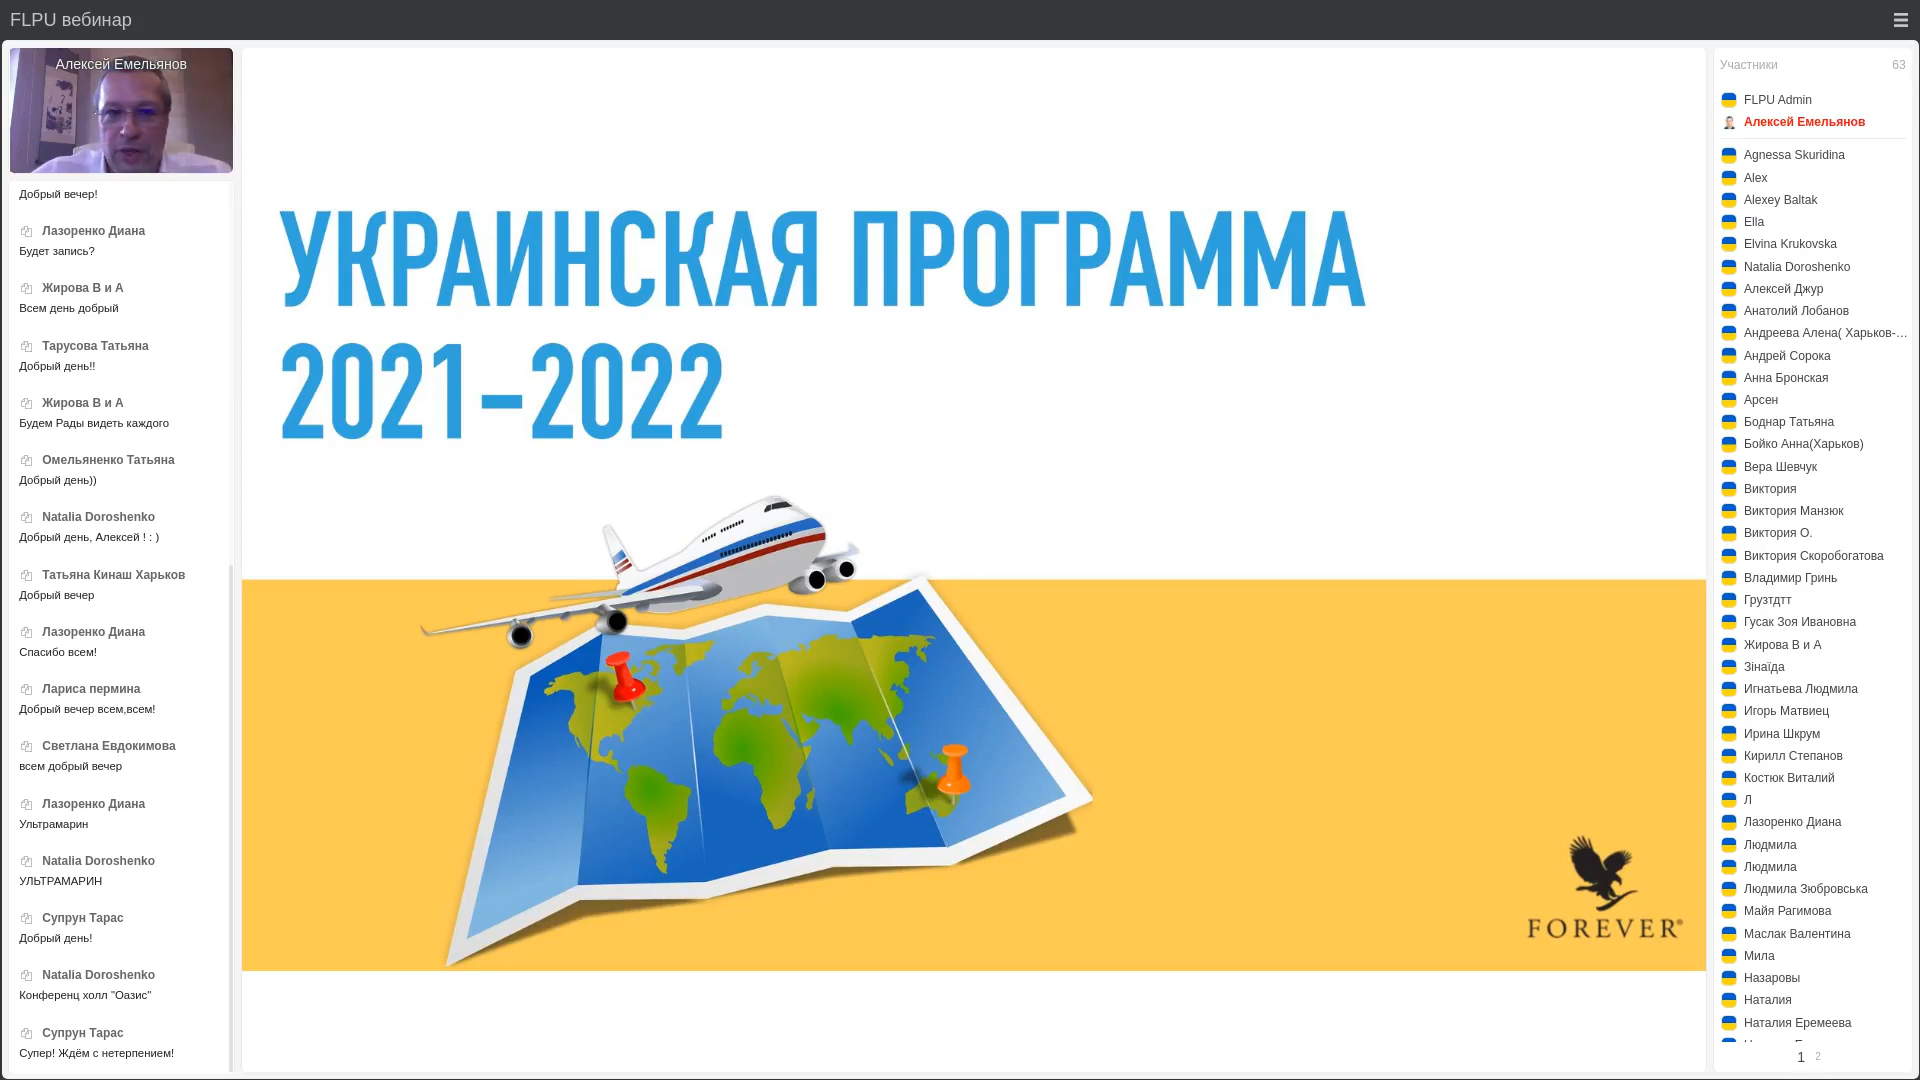 FLPU вебинар
Алексей Емельянов
Добрый вечер!
Лазоренко Диана
Будет запись?
Жирова В и А
Всем день добрый
Тарусова Татьяна
Добрый день!!
Жирова В и А
Будем Рады видеть каждого
Омельяненко Татьяна
Добрый день))
Natalia Doroshenko
Добрый день, Алексей ! : )
Татьяна Кинаш Харьков
Добрый вечер
Лазоренко Диана
Спасибо всем!
Лариса пермина
Добрый вечер всем,всем!
Светлана Евдокимова
всем добрый вечер
Лазоренко Диана
Ультрамарин
Natalia Doroshenko
УЛЬТРАМАРИН
Супрун Тарас
Добрый день!
Natalia Doroshenko
Конференц холл "Оазис"
Супрун Тарас
Супер! Ждём с нетерпением!
УКРАИНСКАЯ ПРОГРАММА
2021-2022
FOREVER®
Участники 63
FLPU Admin
Алексей Емельянов
Agnessa Skuridina
Alex
Alexey Baltak
Ella
Elvina Krukovska
Natalia Doroshenko
Алексей Джур
Анатолий Лобанов
Андреева Алена( Харьков-...
Андрей Сорока
Анна Бронская
Арсен
Боднар Татьяна
Бойко Анна(Харьков)
Вера Шевчук
Виктория
Виктория Манзюк
Виктория О.
Виктория Скоробогатова
Владимир Гринь
Груэтдтт
Гусак Зоя Ивановна
Жирова В и А
Зінаїда
Игнатьева Людмила
Игорь Матвиец
Ирина Шкрум
Кирилл Степанов
Костюк Виталий
Л
Лазоренко Диана
Людмила
Людмила
Людмила Зюбровська
Майя Рагимова
Маслак Валентина
Мила
Назаровы
Наталия
Наталия Еремеева
1 2